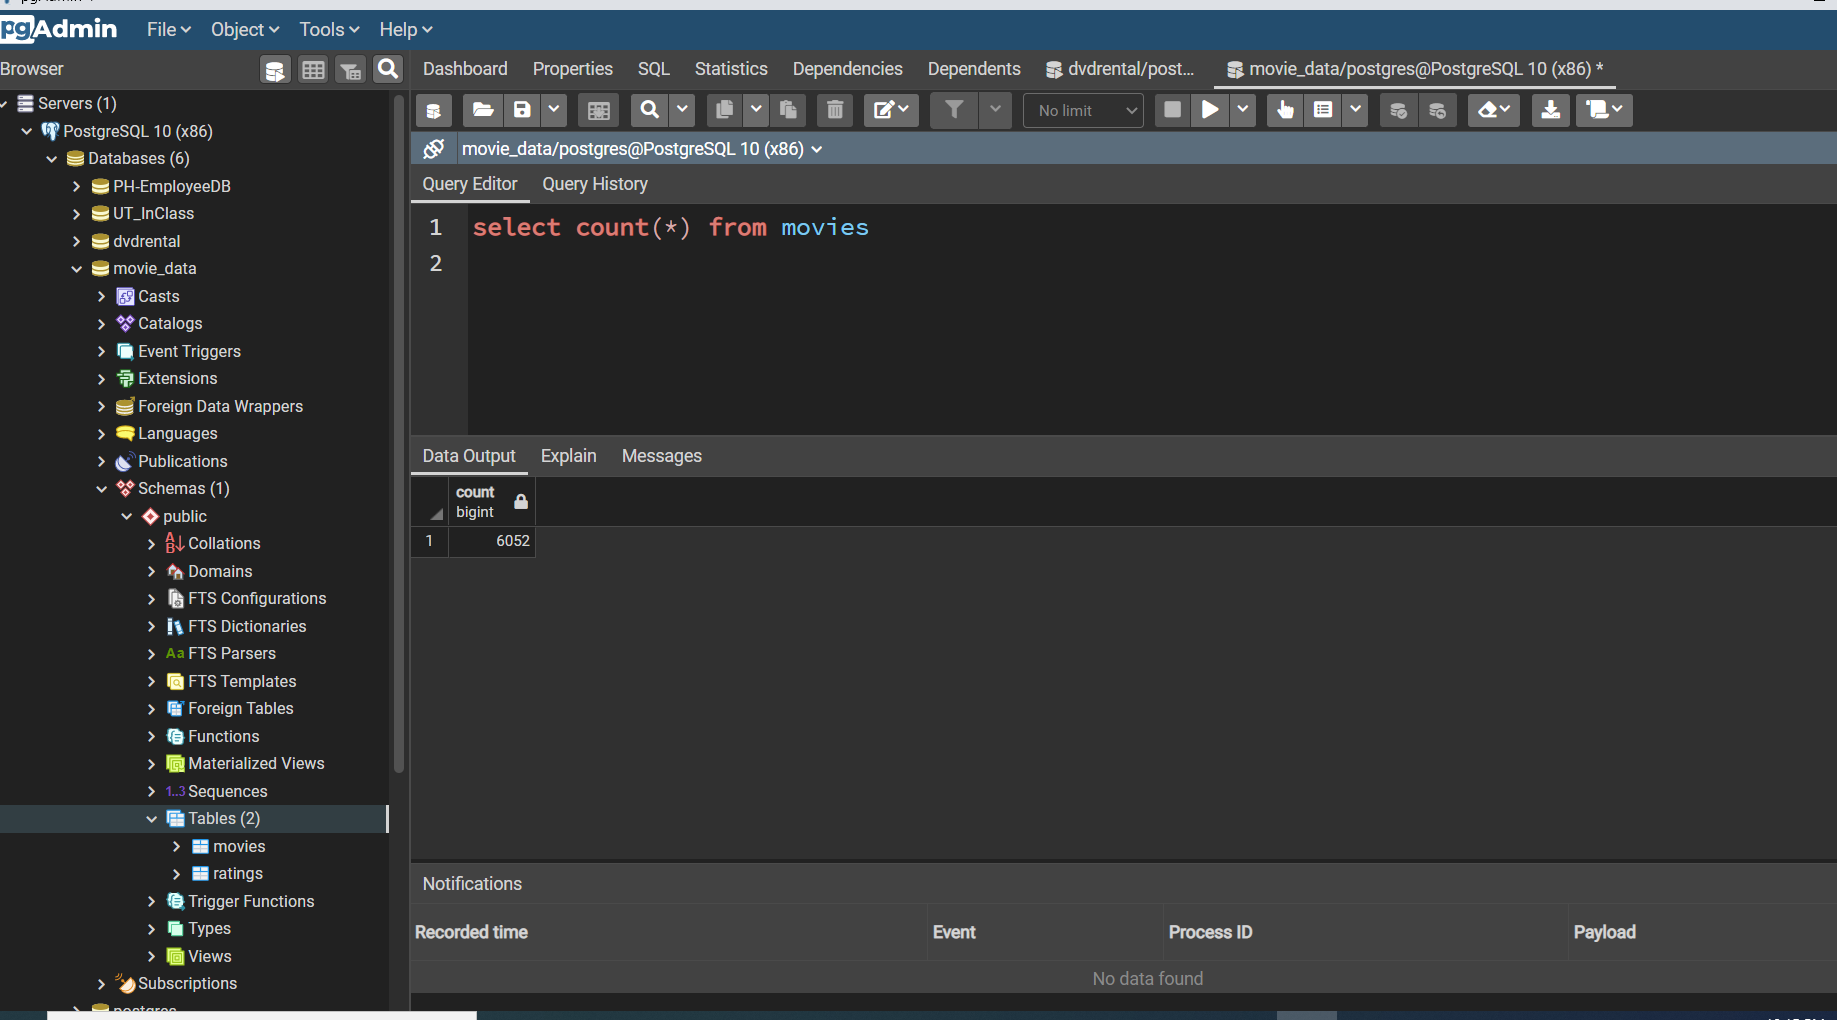 pgAdmin
File
Object
Tools
Help
Browser
Dashboard
Properties
SQL
Statistics
Dependencies
Dependents
dvdrental/post...
movie_data/postgres@PostgreSQL 10 (x86) *
Servers (1)
PostgreSQL 10 (x86)
Databases (6)
PH-EmployeeDB
UT_InClass
dvdrental
movie_data
Casts
Catalogs
Event Triggers
Extensions
Foreign Data Wrappers
Languages
Publications
Schemas (1)
public
Collations
Domains
FTS Configurations
FTS Dictionaries
Aa FTS Parsers
FTS Templates
Foreign Tables
Functions
Materialized Views
1..3 Sequences
Tables (2)
movies
ratings
Trigger Functions
Types
Views
Subscriptions
postgres
No limit
movie_data/postgres@PostgreSQL 10 (x86)
Query Editor
Query History
1 select count(*) from movies
2
Data Output
Explain
Messages
count
bigint
1 6052
Notifications
Recorded time
Event
Process ID
Payload
No data found